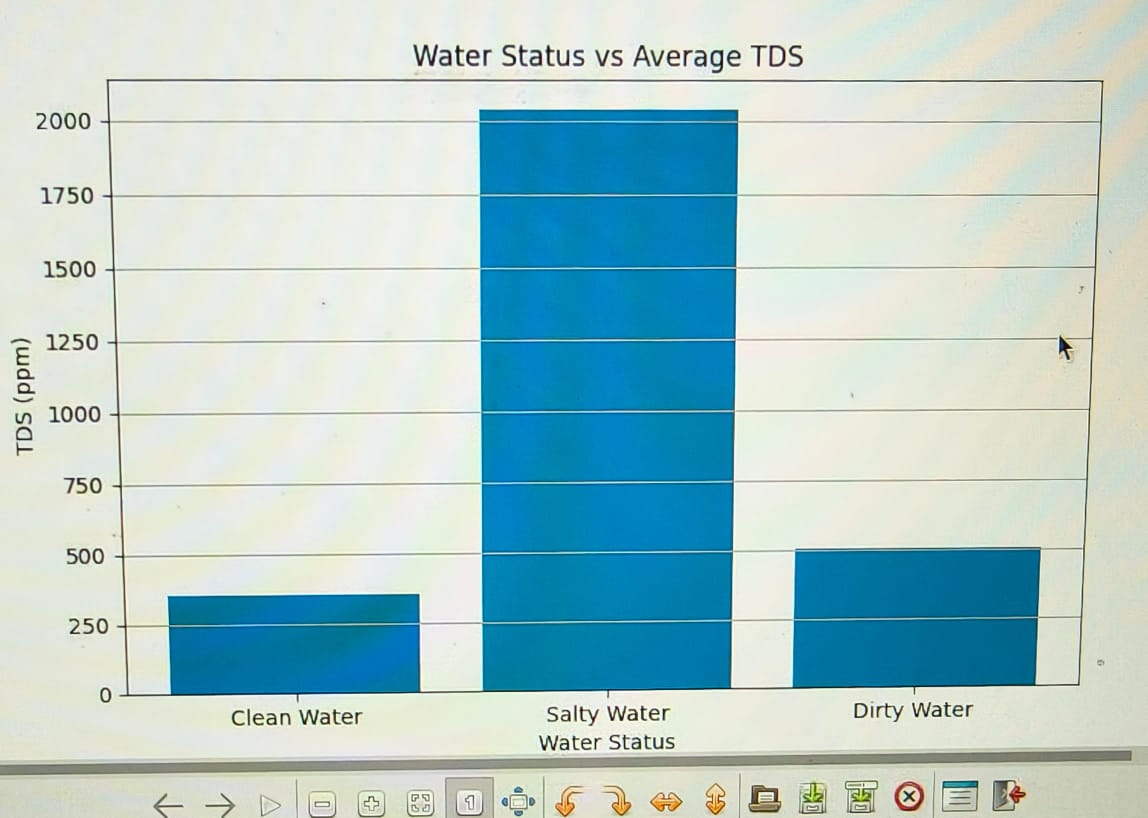 Water Status vs Average TDS
2000
1750
1500
1250
1000
750
500
250
0
TDS (ppm)
Clean Water
Salty Water
Dirty Water
Water Status
1